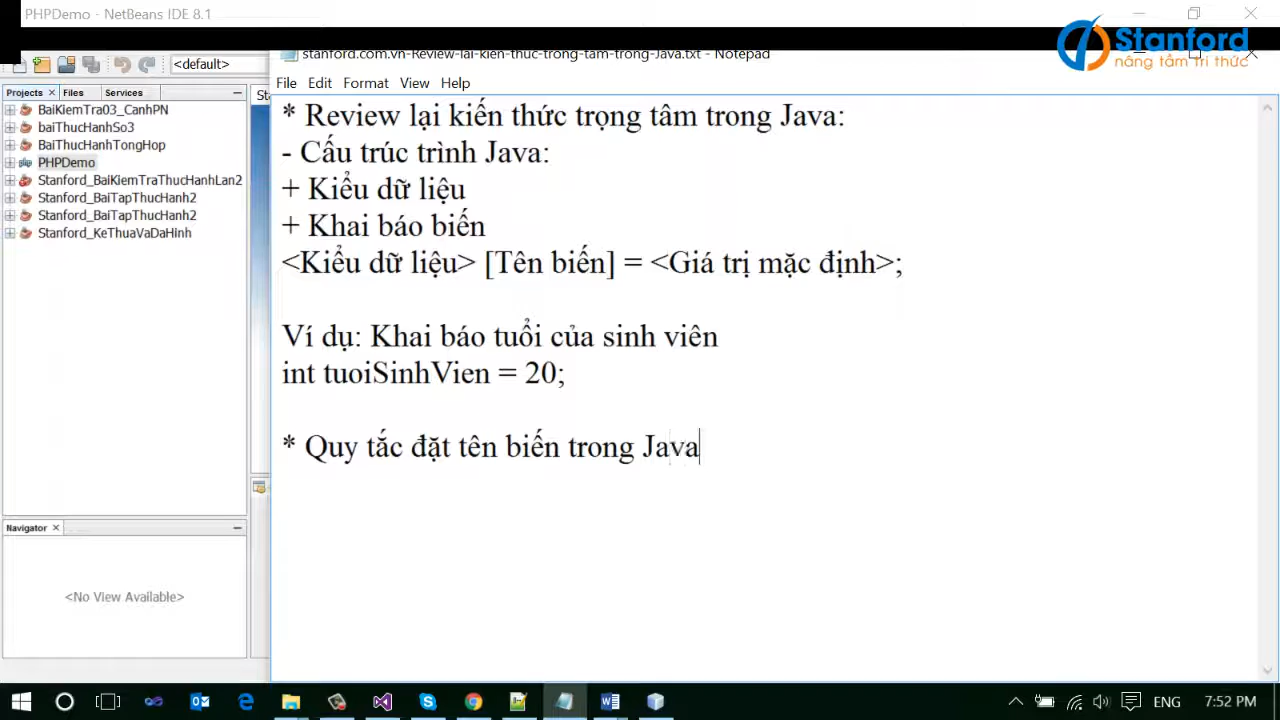 PHPDemo - NetBeans IDE 8.1
Stanford
nâng tầm tri thức
stanford.com.vn-Review-lai-kien-thuc-trong-tam-trong-Java.txt - Notepad
<default>
File Edit Format View Help
Projects Files Services
BaiKiemTra03_CanhPN
baiThucHanhSo3
BaiThucHanhTongHop
PHPDemo
Stanford_BaiKiemTraThucHanhLan2
Stanford_BaiTapThucHanh2
Stanford_BaiTapThucHanh2
Stanford_KeThuaVaDaHinh
* Review lại kiến thức trọng tâm trong Java:
- Cấu trúc trình Java:
+ Kiểu dữ liệu
+ Khai báo biến
<Kiểu dữ liệu> [Tên biến] = <Giá trị mặc định>;
Ví dụ: Khai báo tuổi của sinh viên
int tuoiSinhVien = 20;
* Quy tắc đặt tên biến trong Java
Navigator
<No View Available>
ENG
7:52 PM